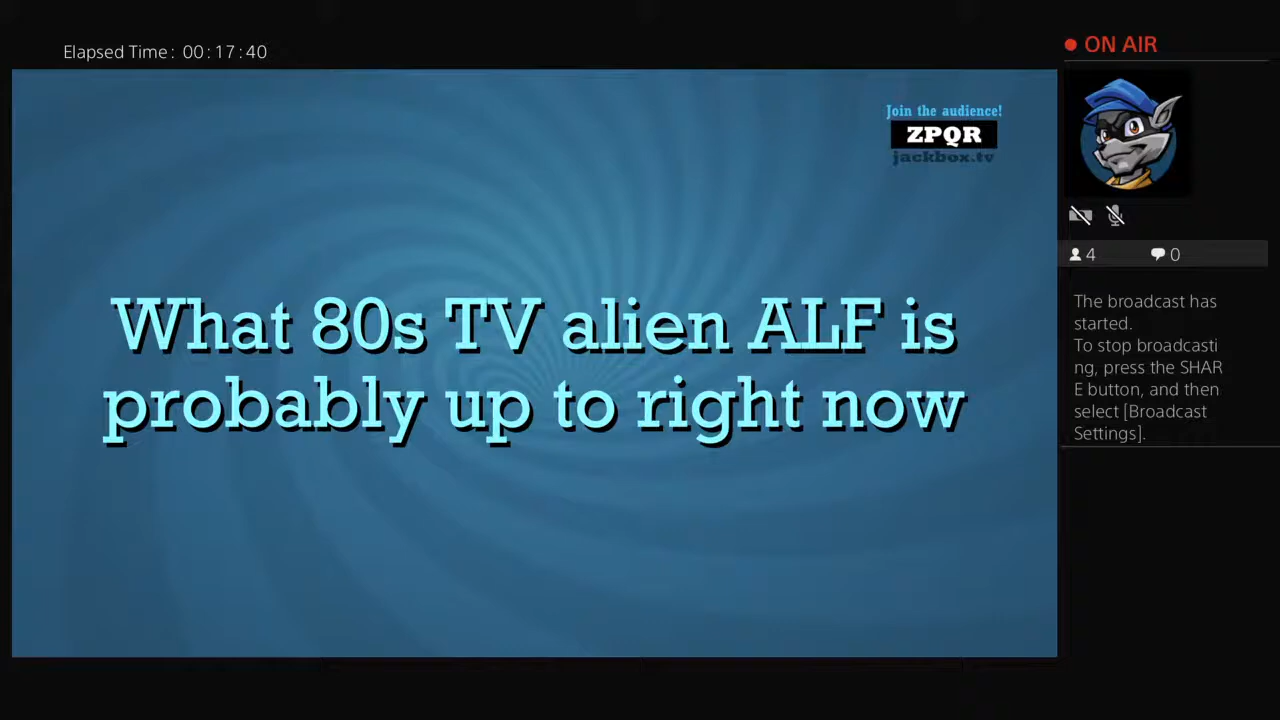 Elapsed Time: 00:17:40
ON AIR
Join the audience!
ZPQR
jackbox.tv
What 80s TV alien ALF is
probably up to right now
4
0
The broadcast has
started.
To stop broadcasti
ng, press the SHAR
E button, and then
select [Broadcast
Settings].